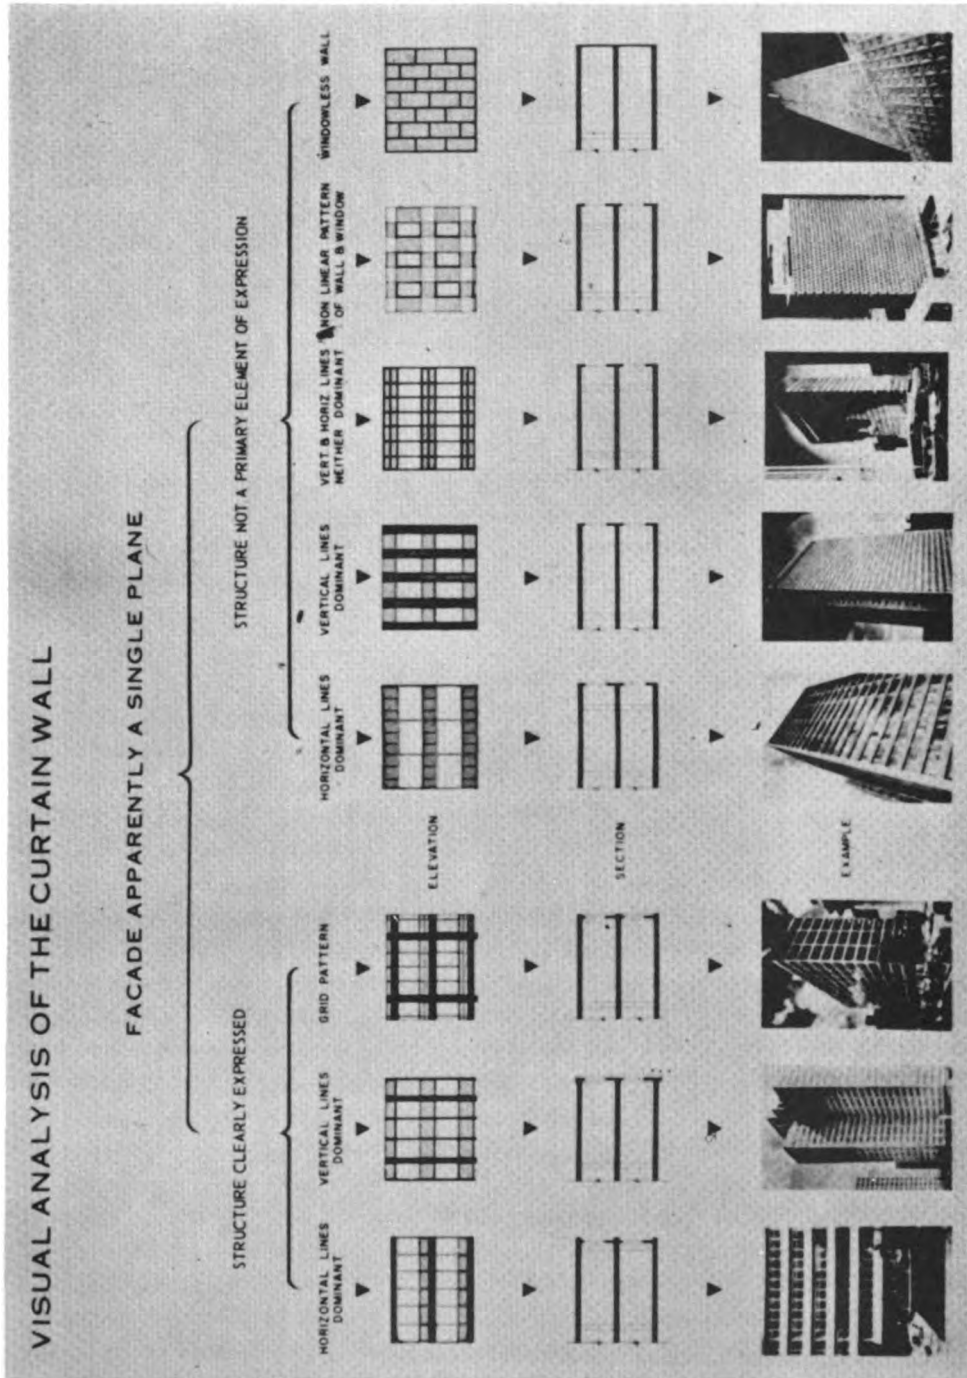 VISUAL ANALYSIS OF THE CURTAIN WALL
FACADE APPARENTLY A SINGLE PLANE
STRUCTURE CLEARLY EXPRESSED
STRUCTURE NOT A PRIMARY ELEMENT OF EXPRESSION
HORIZONTAL LINES
DOMINANT
VERTICAL LINES
DOMINANT
GRID PATTERN
HORIZONTAL LINES
DOMINANT
VERTICAL LINES
DOMINANT
VERT & HORIZ LINES
NEITHER DOMINANT
NON LINEAR PATTERN
OF WALL & WINDOW
WINDOWLESS WALL
ELEVATION
SECTION
EXAMPLE